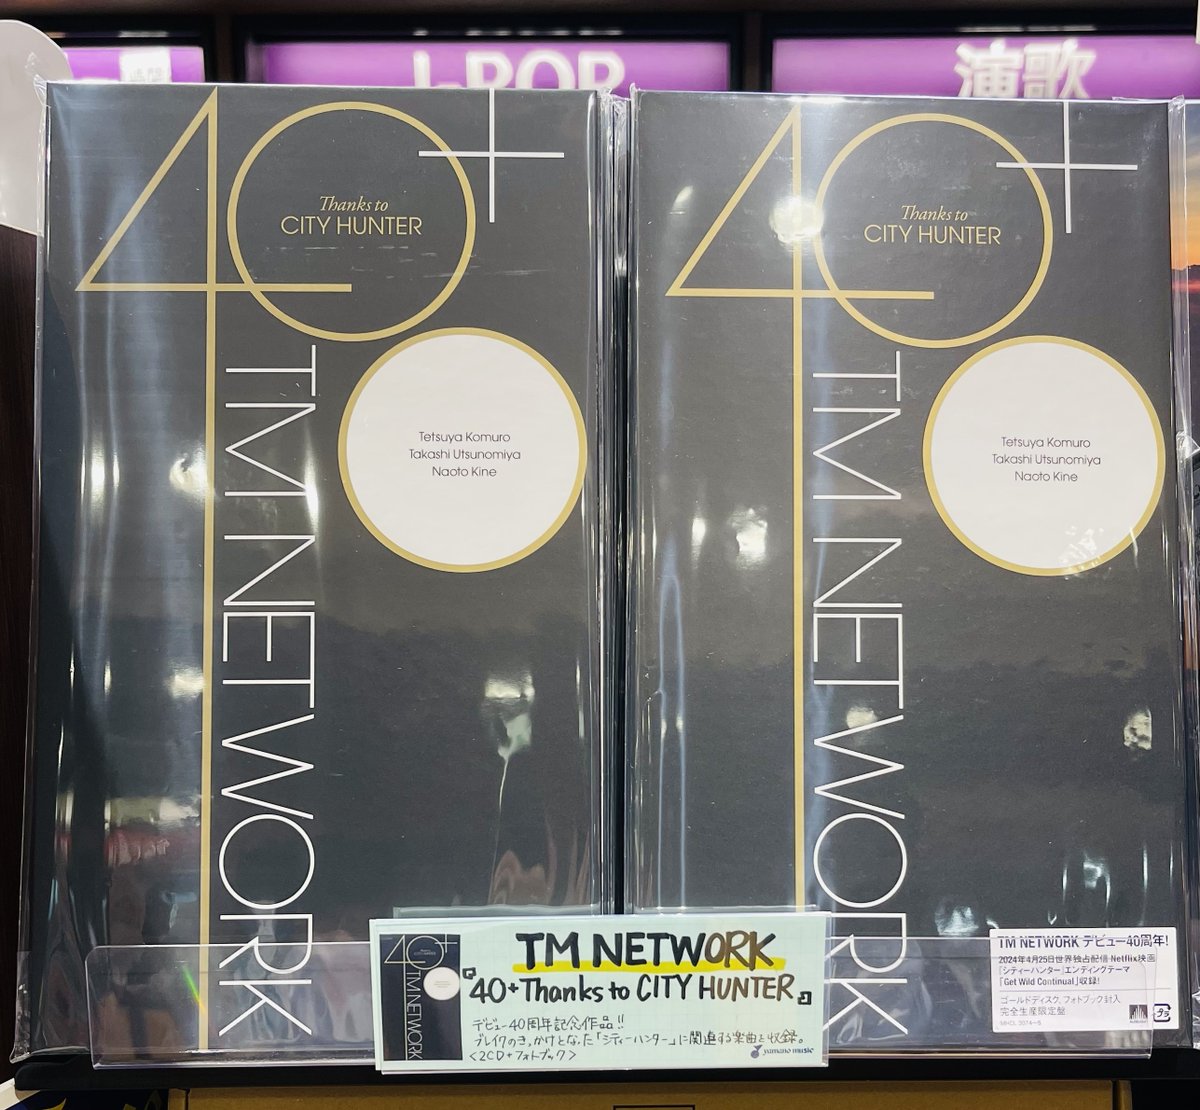 J-POP
演歌
40+
Thanks to
CITY HUNTER
TM NETWORK
Tetsuya Komuro
Takashi Utsunomiya
Naoto Kine
40+
Thanks to
CITY HUNTER
TM NETWORK
Tetsuya Komuro
Takashi Utsunomiya
Naoto Kine
40+
TM NETWORK
TM NETWORK
『40+Thanks to CITY HUNTER』
デビュー40周年記念作品!!
ブレイクのきっかけとなった「シティーハンター」に関連する楽曲を収録。
<2CD+フォトブック>
yamano music
TM NETWORK デビュー40周年!
2024年4月25日世界独占配信 Netflix映画
「シティーハンター」エンディングテーマ
「Get Wild Continual」収録!
ゴールドディスク、フォトブック封入
完全生産限定盤